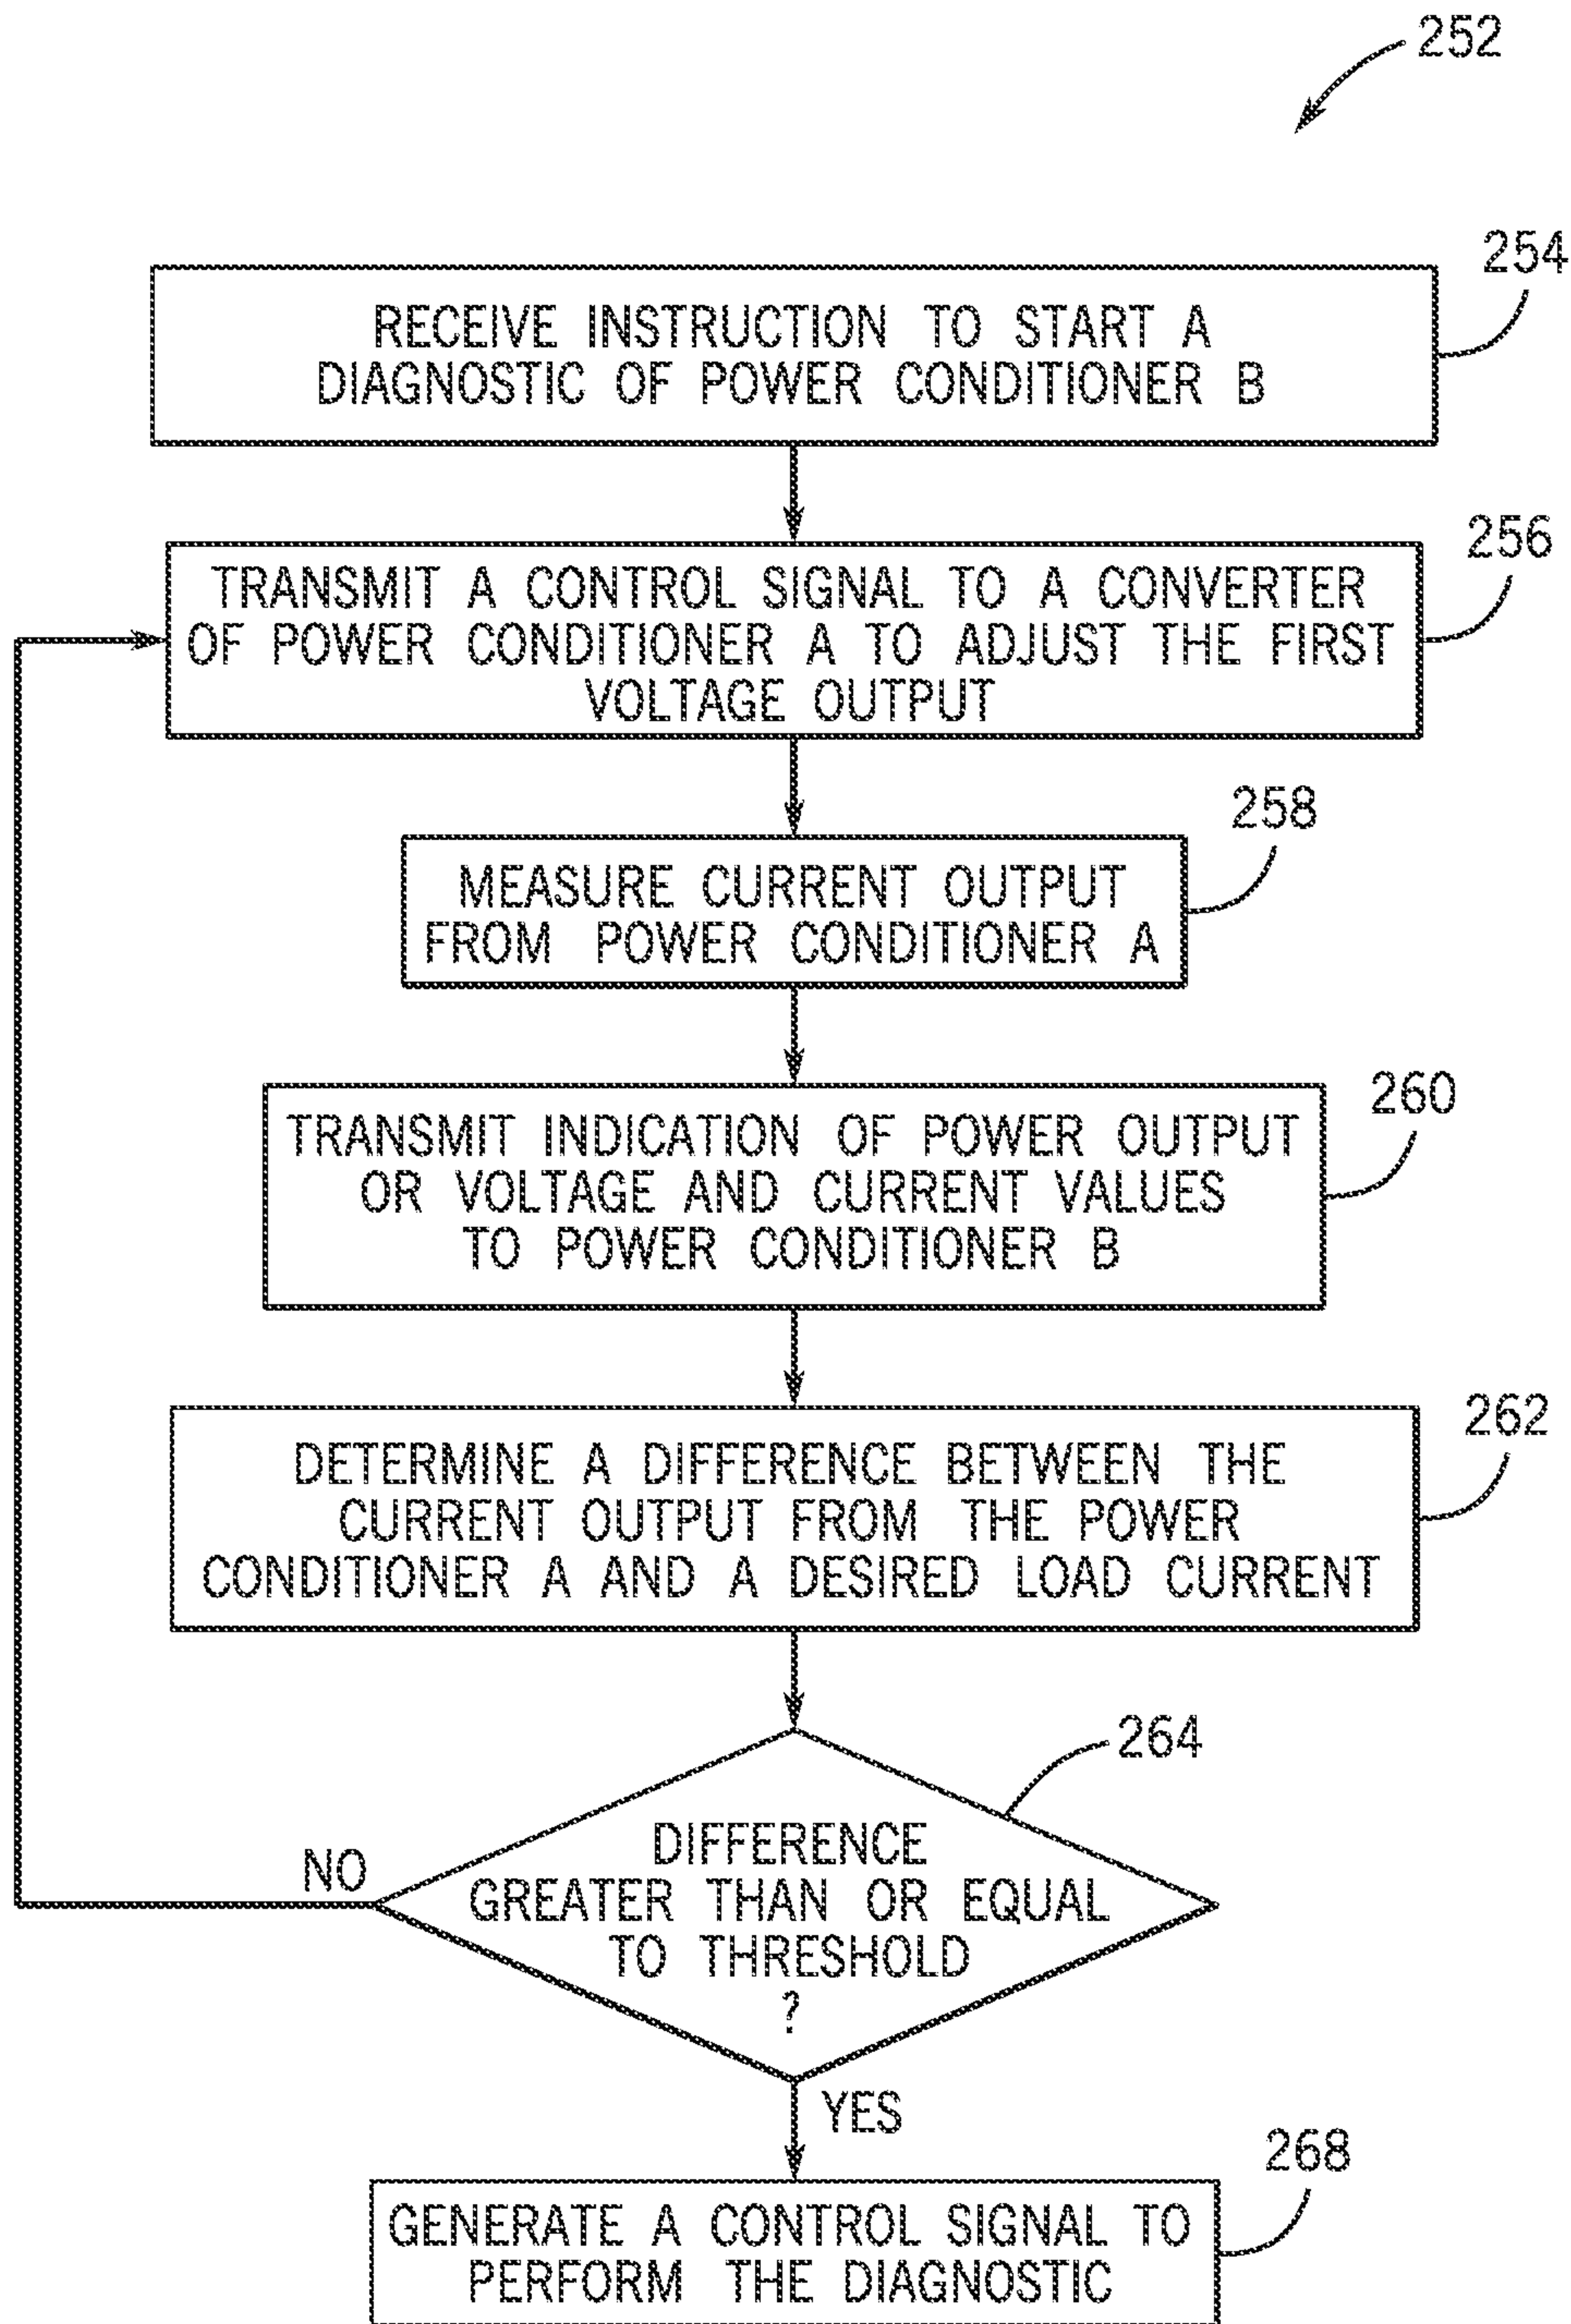 252
254
RECEIVE INSTRUCTION TO START A
DIAGNOSTIC OF POWER CONDITIONER B
256
TRANSMIT A CONTROL SIGNAL TO A CONVERTER
OF POWER CONDITIONER A TO ADJUST THE FIRST
VOLTAGE OUTPUT
258
MEASURE CURRENT OUTPUT
FROM POWER CONDITIONER A
260
TRANSMIT INDICATION OF POWER OUTPUT
OR VOLTAGE AND CURRENT VALUES
TO POWER CONDITIONER B
262
DETERMINE A DIFFERENCE BETWEEN THE
CURRENT OUTPUT FROM THE POWER
CONDITIONER A AND A DESIRED LOAD CURRENT
264
NO
DIFFERENCE
GREATER THAN OR EQUAL
TO THRESHOLD
?
YES
268
GENERATE A CONTROL SIGNAL TO
PERFORM THE DIAGNOSTIC